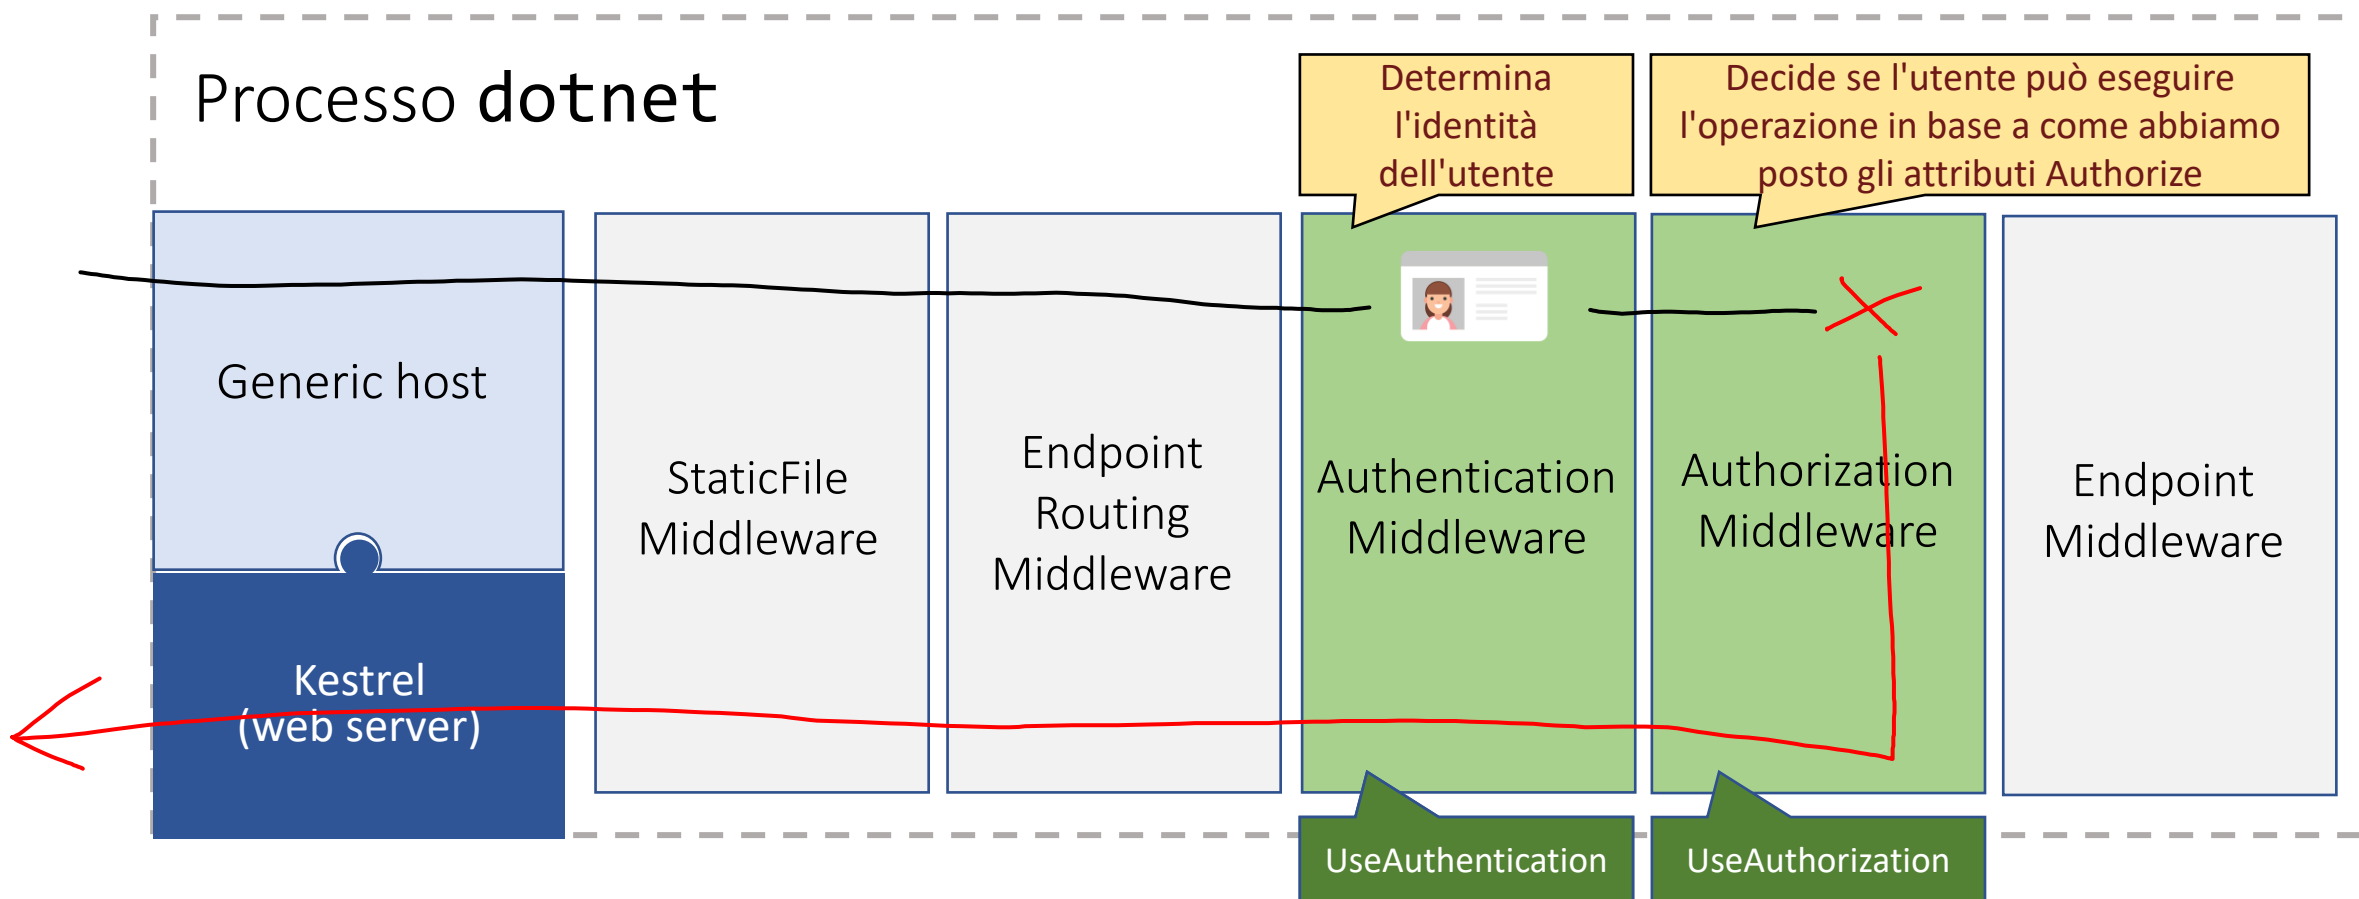 Processo dotnet
Determina
l'identità
dell'utente
Decide se l'utente può eseguire
l'operazione in base a come abbiamo
posto gli attributi Authorize
Generic host
Kestrel
(web server)
StaticFile
Middleware
Endpoint
Routing
Middleware
Authentication
Middleware
Authorization
Middleware
Endpoint
Middleware
UseAuthentication
UseAuthorization